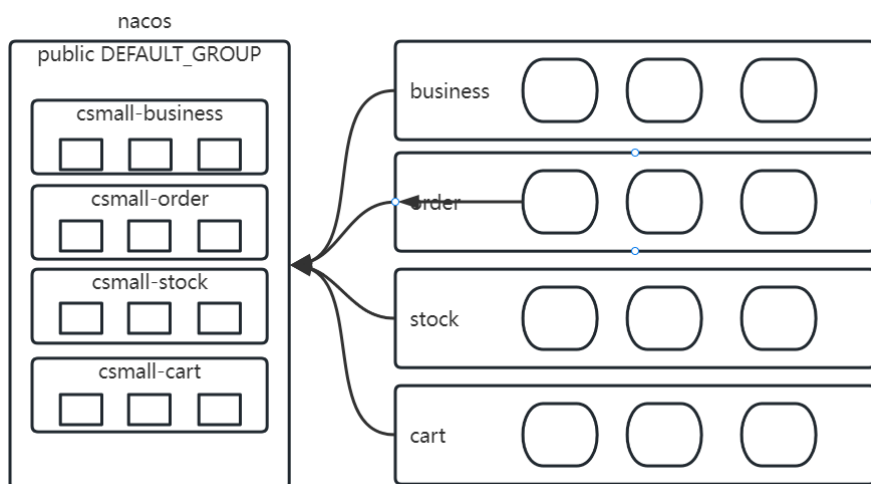 nacos
public DEFAULT_GROUP
csmall-business
csmall-order
csmall-stock
csmall-cart
business
order
stock
cart